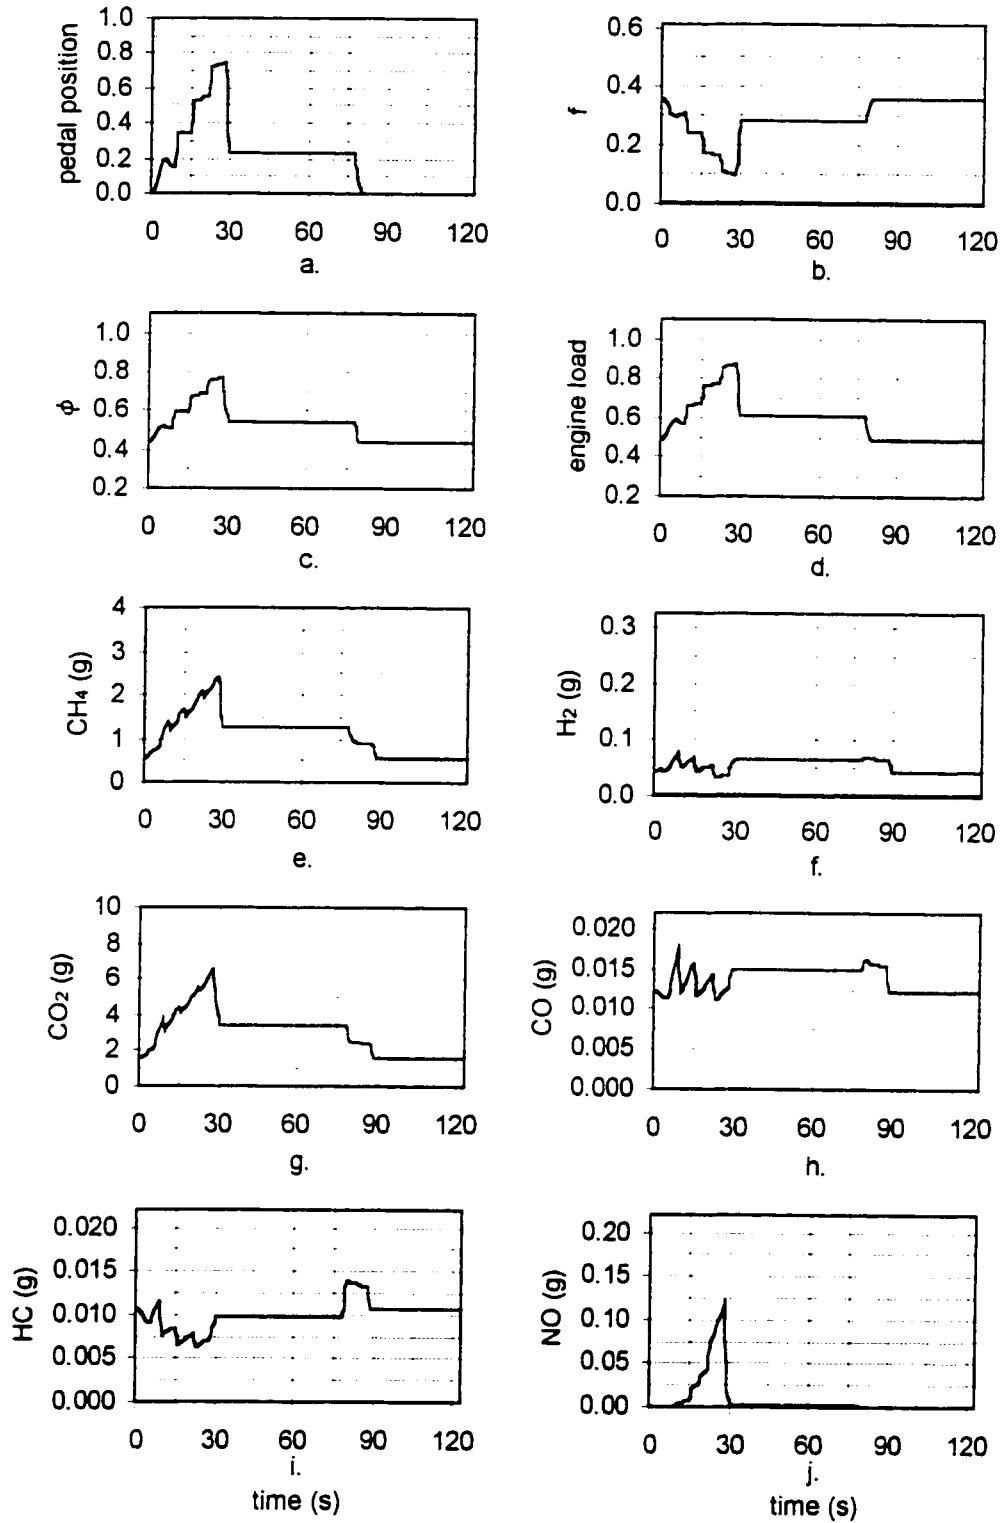 pedal position
1.0
0.8
0.6
0.4
0.2
0.0
0 30 60 90 120
a.
f
0.6
0.4
0.2
0.0
0 30 60 90 120
b.
ϕ
1.0
0.8
0.6
0.4
0.2
0 30 60 90 120
c.
engine load
1.0
0.8
0.6
0.4
0.2
0 30 60 90 120
d.
CH4 (g)
4
3
2
1
0
0 30 60 90 120
e.
H2 (g)
0.3
0.2
0.1
0.0
0 30 60 90 120
f.
CO2 (g)
10
8
6
4
2
0
0 30 60 90 120
g.
CO (g)
0.020
0.015
0.010
0.005
0.000
0 30 60 90 120
h.
HC (g)
0.020
0.015
0.010
0.005
0.000
0 30 60 90 120
i.
time (s)
NO (g)
0.20
0.15
0.10
0.05
0.00
0 30 60 90 120
j.
time (s)